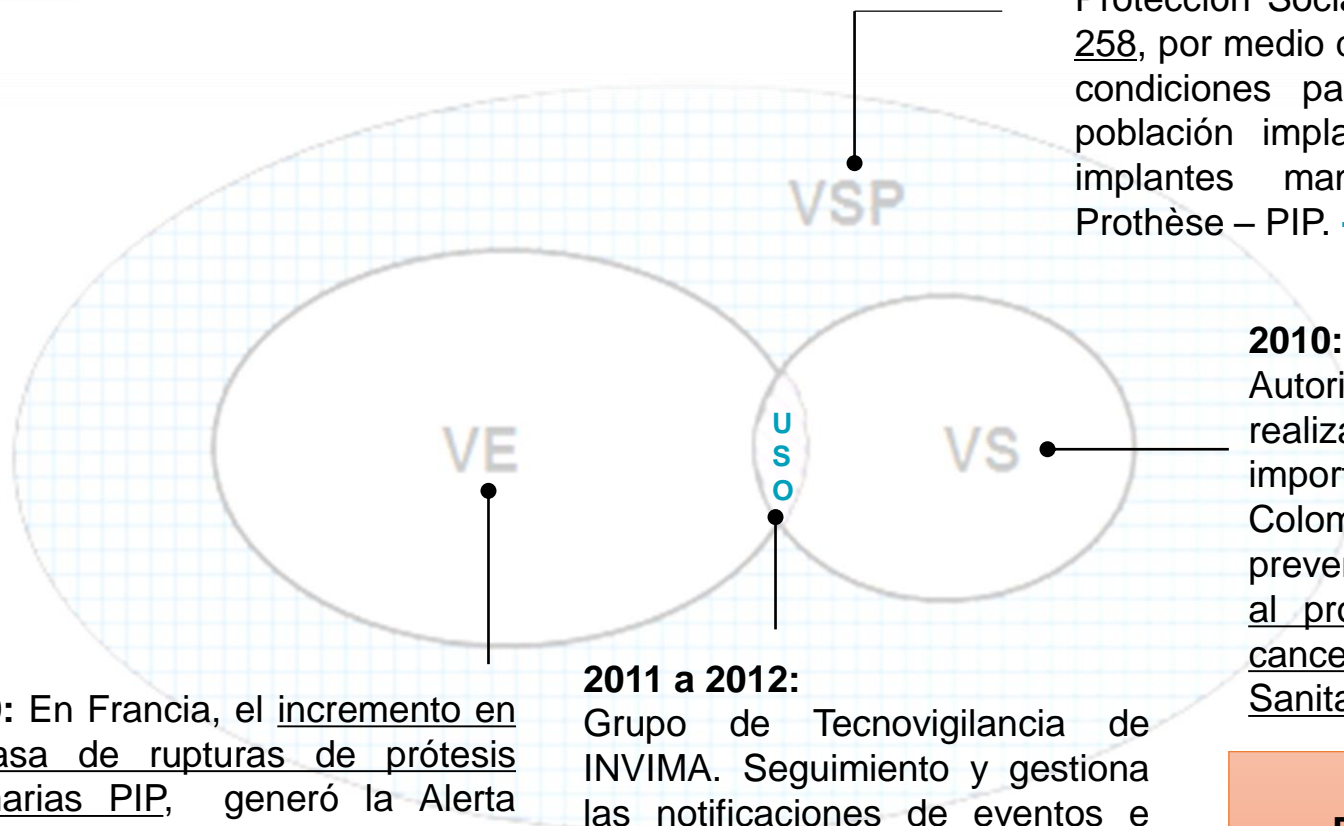 Protección Socia
258, por medio
condiciones pa
población impla
implantes mar
Prothèse – PIP.
VSP
2010:
Autori
realiza
impor
Colom
preve
al pro
cance
Sanita
VE
U
S
O
VS
: En Francia, el incremento en
asa de rupturas de prótesis
narias PIP, generó la Alerta
2011 a 2012:
Grupo de Tecnovigilancia de
INVIMA. Seguimiento y gestiona
las notificaciones de eventos e